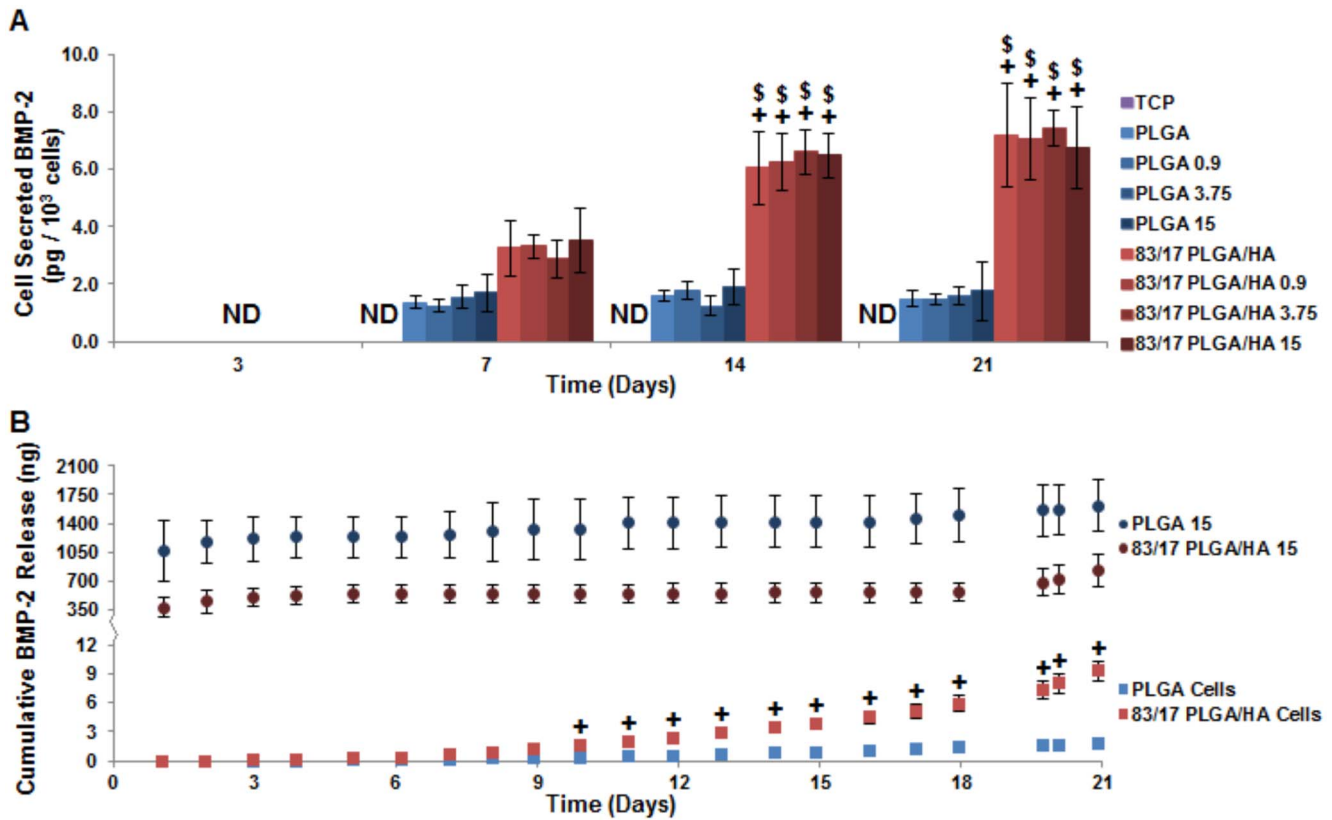 A
Cell Secreted BMP-2
(pg / 10³ cells)
10.0
8.0
6.0
4.0
2.0
0.0
ND
ND
ND
ND
$ $ $ $
+ + + +
$ $ $ $
+ + + +
3
7
14
21
Time (Days)
TCP
PLGA
PLGA 0.9
PLGA 3.75
PLGA 15
83/17 PLGA/HA
83/17 PLGA/HA 0.9
83/17 PLGA/HA 3.75
83/17 PLGA/HA 15
B
Cumulative BMP-2 Release (ng)
2100
1750
1400
1050
700
350
12
9
6
3
0
+ + + + + + + + + + + +
0
3
6
9
12
15
18
21
Time (Days)
PLGA 15
83/17 PLGA/HA 15
PLGA Cells
83/17 PLGA/HA Cells